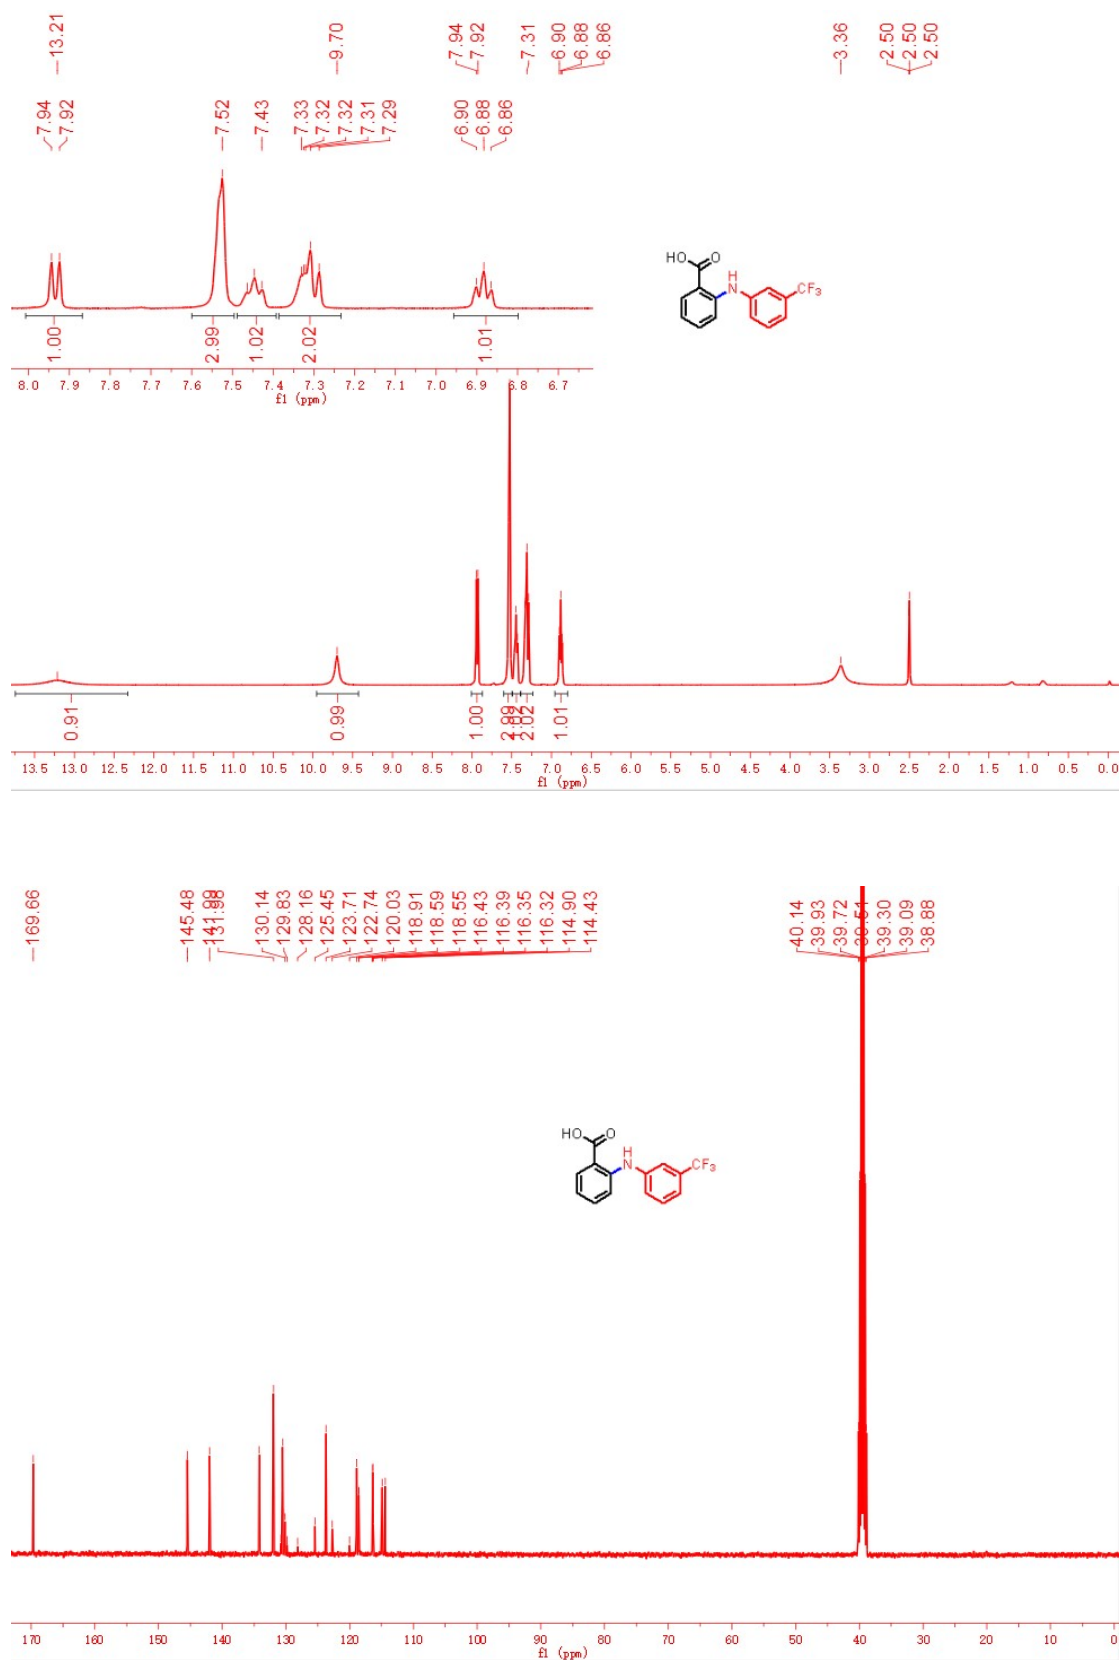 13.21 9.70 7.94 7.92 7.31 6.90 6.88 6.86 3.36 2.50 2.50 2.50
7.94 7.92 7.52 7.43 7.33 7.32 7.32 7.31 7.29 6.90 6.88 6.86
HO O
H
N
CF3
1.00 2.99 1.02 2.02 1.01
8.0 7.9 7.8 7.7 7.6 7.5 7.4 7.3 7.2 7.1 7.0 6.9 6.8 6.7
f1 (ppm)
0.91 0.99 1.00 2.99 1.02 2.02 1.01
13.5 13.0 12.5 12.0 11.5 11.0 10.5 10.0 9.5 9.0 8.5 8.0 7.5 7.0 6.5 6.0 5.5 5.0 4.5 4.0 3.5 3.0 2.5 2.0 1.5 1.0 0.5 0.0
f1 (ppm)
169.66 145.48 141.99 131.98 130.14 129.83 128.16 125.45 123.71 122.74 120.03 118.91 118.59 118.55 116.43 116.39 116.35 116.32 114.90 114.43 40.14 39.93 39.72 39.51 39.30 39.09 38.88
HO O
H
N
CF3
170 160 150 140 130 120 110 100 90 80 70 60 50 40 30 20 10 0
f1 (ppm)